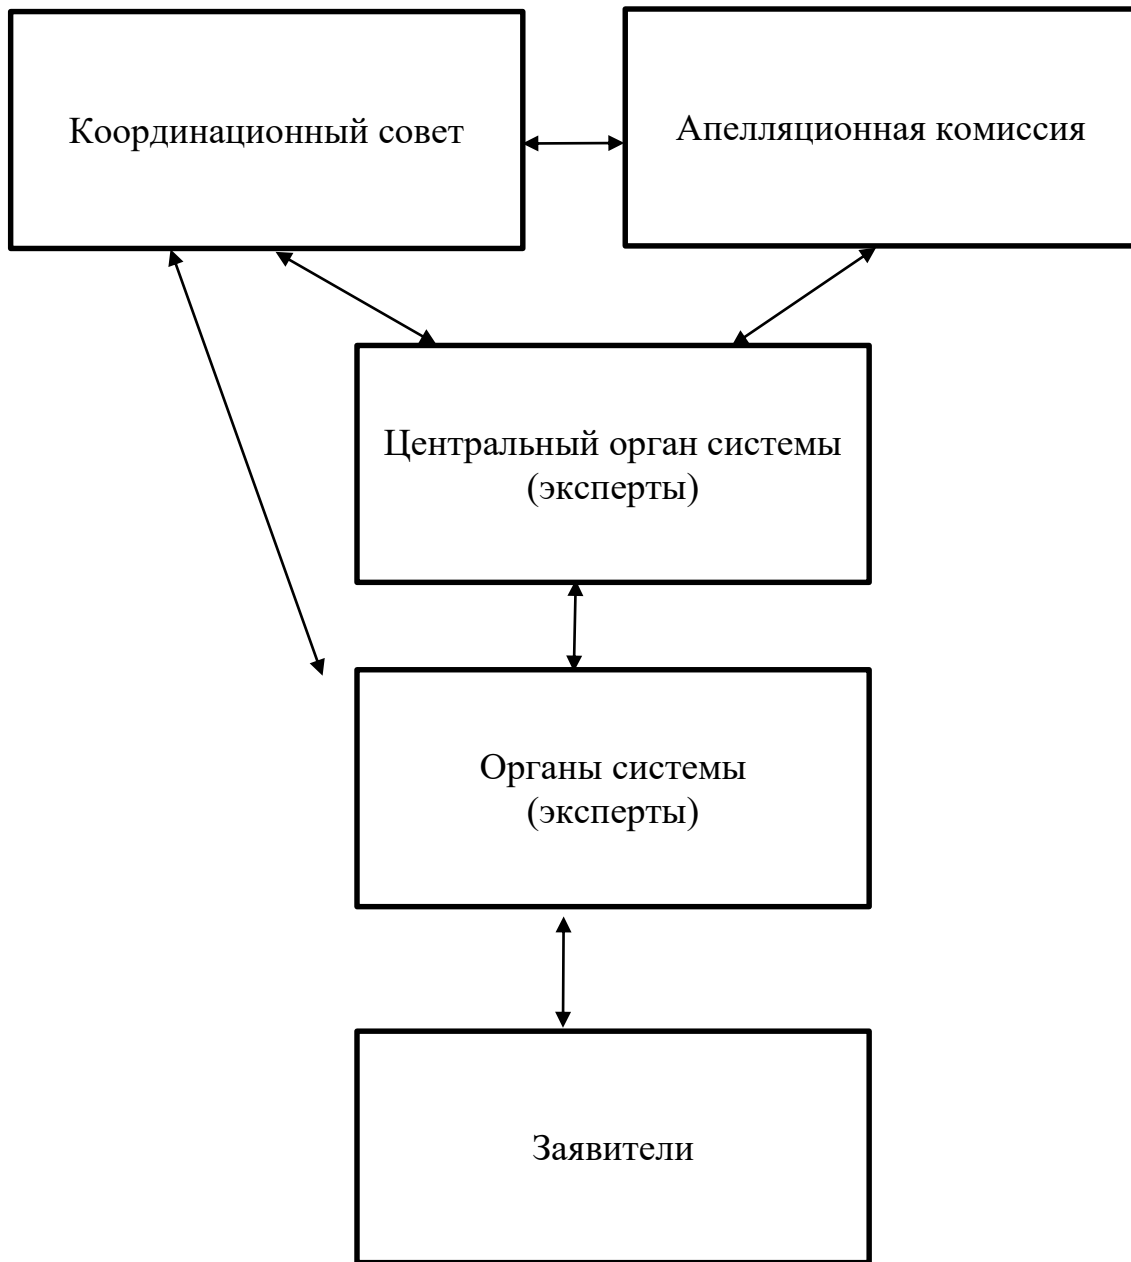 Координационный совет
Апелляционная комиссия
Центральный орган системы
(эксперты)
Органы системы
(эксперты)
Заявители